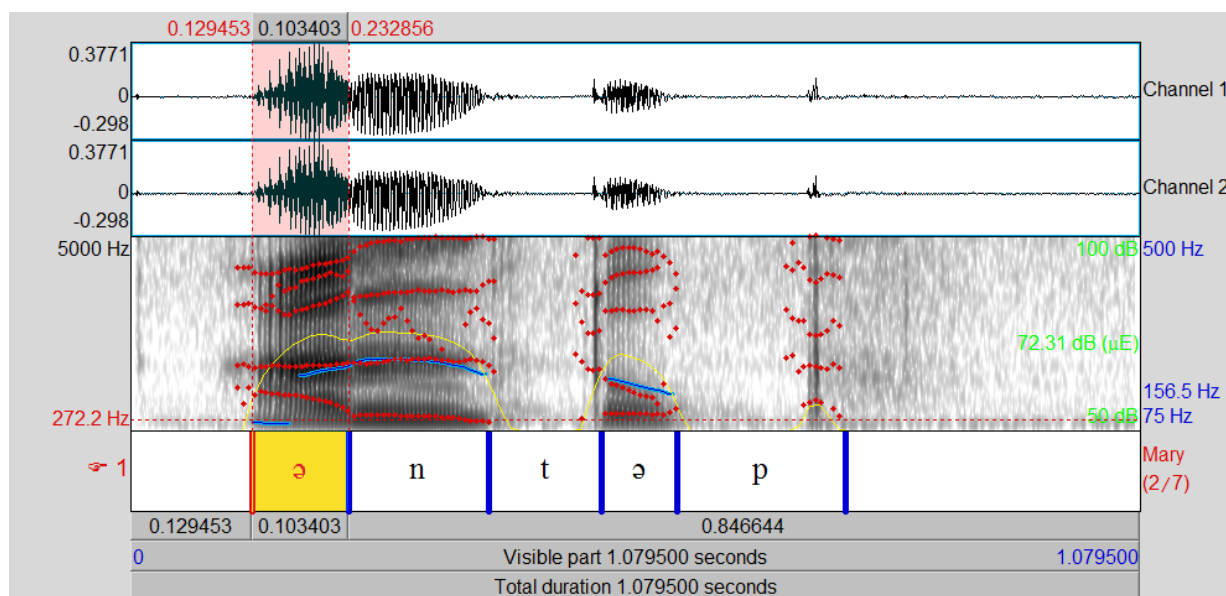 0.129453 0.103403 0.232856
0.3771
0
-0.298
Channel 1
0.3771
0
-0.298
Channel 2
5000 Hz
100 dB 500 Hz
72.31 dB (µE)
156.5 Hz
272.2 Hz
50 dB 75 Hz
☞ 1 ə n t ə p Mary
(2/7)
0.129453 0.103403 0.846644
0 Visible part 1.079500 seconds 1.079500
Total duration 1.079500 seconds